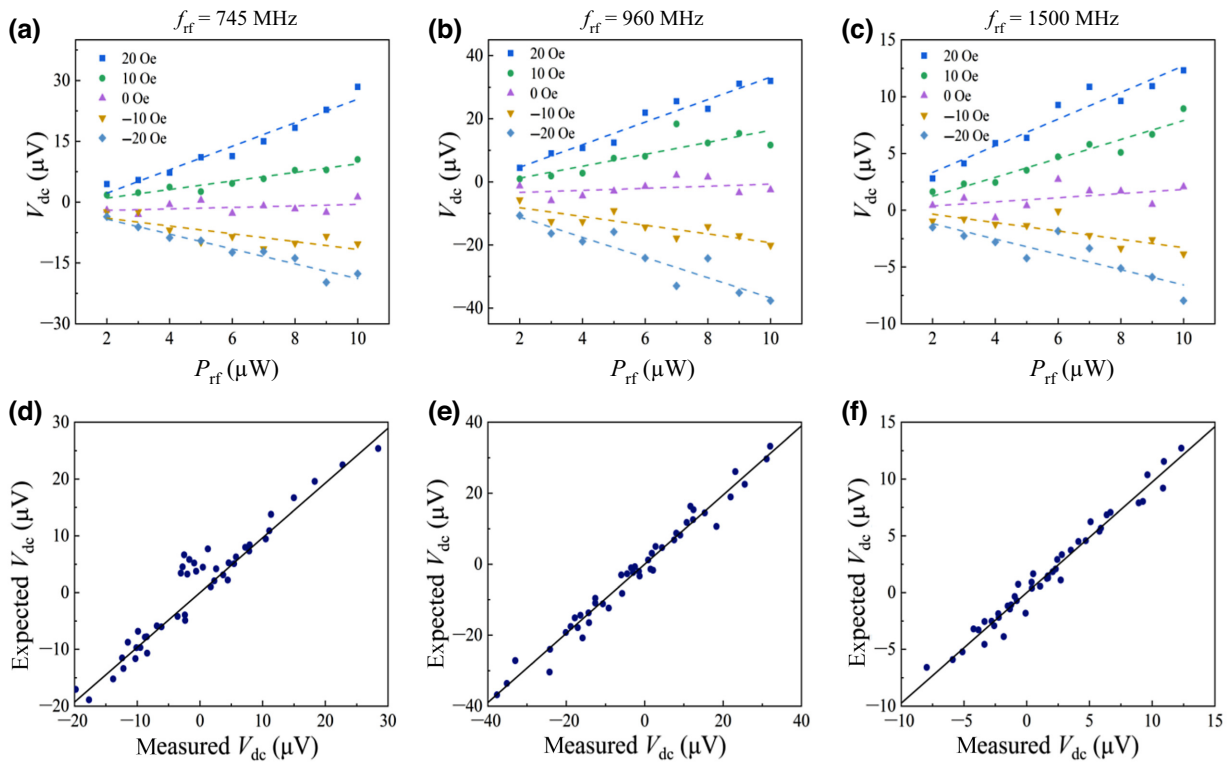 (a)
f_rf = 745 MHz
V_dc (µV)
30
15
0
−15
−30
20 Oe
10 Oe
0 Oe
−10 Oe
−20 Oe
2 4 6 8 10
P_rf (µW)
(b)
f_rf = 960 MHz
V_dc (µV)
40
20
0
−20
−40
20 Oe
10 Oe
0 Oe
−10 Oe
−20 Oe
2 4 6 8 10
P_rf (µW)
(c)
f_rf = 1500 MHz
V_dc (µV)
15
10
5
0
−5
−10
20 Oe
10 Oe
0 Oe
−10 Oe
−20 Oe
2 4 6 8 10
P_rf (µW)
(d)
Expected V_dc (µV)
30
20
10
0
−10
−20
−20 −10 0 10 20 30
Measured V_dc (µV)
(e)
Expected V_dc (µV)
40
20
0
−20
−40
−40 −20 0 20 40
Measured V_dc (µV)
(f)
Expected V_dc (µV)
15
10
5
0
−5
−10
−10 −5 0 5 10 15
Measured V_dc (µV)